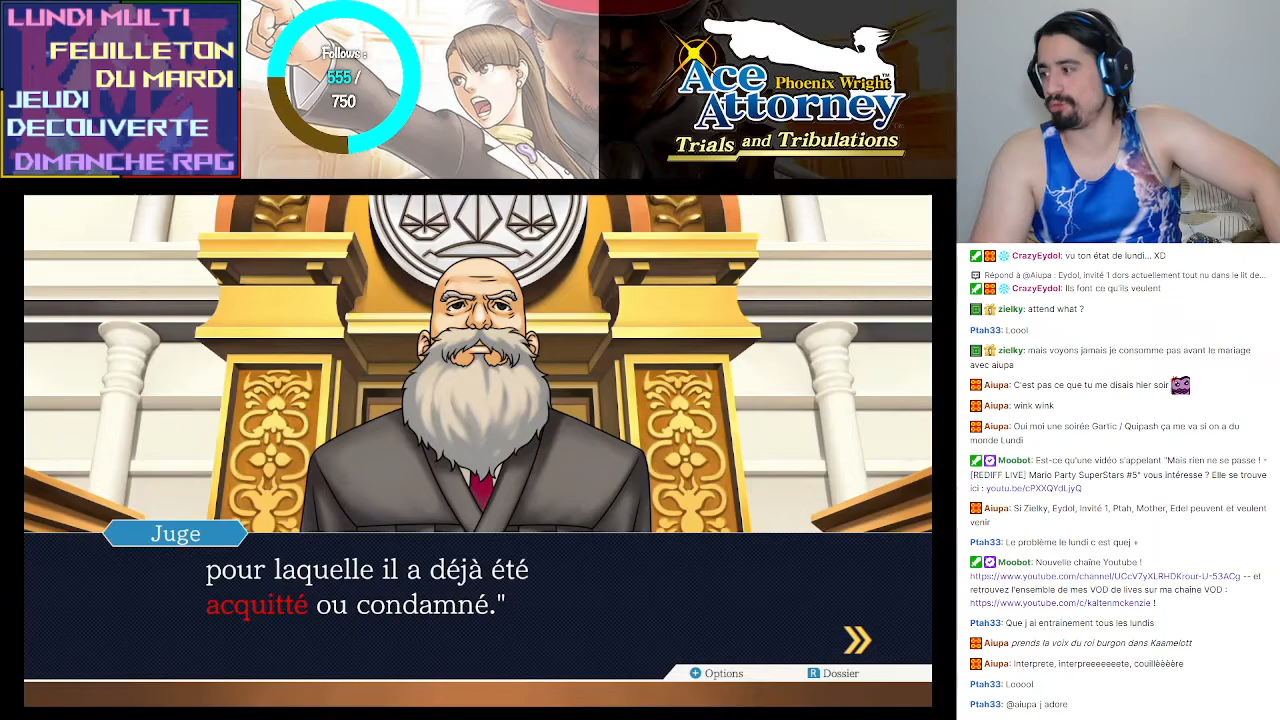 LUNDI MULTI
FEUILLETON
DU MARDI
JEUDI
DECOUVERTE
DIMANCHE RPG
Follows :
555 /
750
Ace
Phoenix Wright™
Attorney
Trials and Tribulations
CrazyEydol: vu ton état de lundi... XD
Répond à @Aiupa : Eydol, invité 1 dors actuellement tout nu dans le lit de...
CrazyEydol: Ils font ce qu'ils veulent
zielky: attend what ?
Ptah33: Loool
zielky: mais voyons jamais je consomme pas avant le mariage
avec aiupa
Aiupa: C'est pas ce que tu me disais hier soir
Aiupa: wink wink
Aiupa: Oui moi une soirée Gartic / Quipash ça me va si on a du
monde Lundi
Moobot: Est-ce qu'une vidéo s'appelant "Mais rien ne se passe ! -
[REDIFF LIVE] Mario Party SuperStars #5" vous intéresse ? Elle se trouve
ici : youtu.be/cPXXQYdLjyQ
Aiupa: Si Zielky, Eydol, Invité 1, Ptah, Mother, Edel peuvent et veulent
venir
Ptah33: Le problème le lundi c est quej +
Moobot: Nouvelle chaîne Youtube !
https://www.youtube.com/channel/UCcV7yXLRHDKrour-U-53ACg -- et
retrouvez l'ensemble de mes VOD de lives sur ma chaîne VOD :
https://www.youtube.com/c/kaltenmckenzie !
Ptah33: Que j ai entrainement tous les lundis
Aiupa prends la voix du roi burgon dans Kaamelott
Aiupa: Interprete, interpreeeeeeete, couillèèèère
Ptah33: Looool
Ptah33: @aiupa j adore
Juge
pour laquelle il a déjà été
acquitté ou condamné."
Options
R Dossier